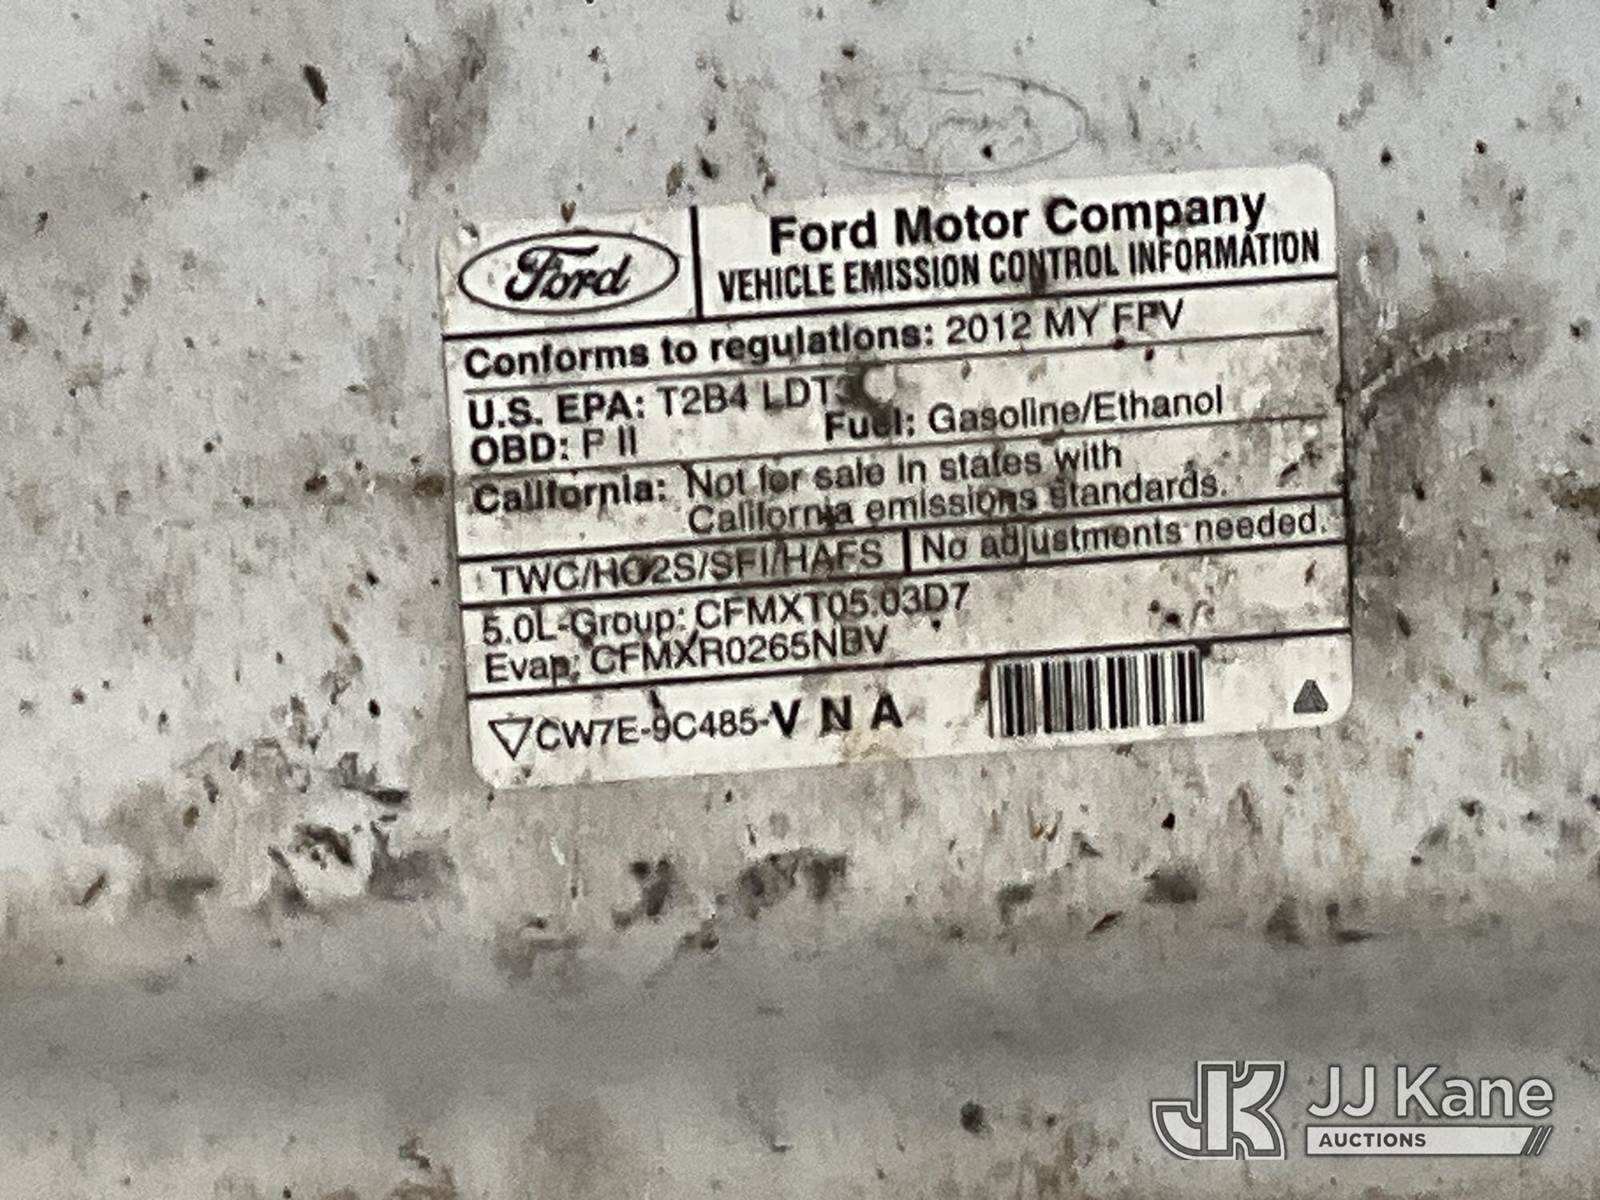 Ford
Ford Motor Company
VEHICLE EMISSION CONTROL INFORMATION
Conforms to regulations: 2012 MY FPV
U.S. EPA: T2B4 LDT3
OBD: P II Fuel: Gasoline/Ethanol
California: Not for sale in states with
California emissions standards.
TWC/HO2S/SFI/HAFS No adjustments needed.
5.0L-Group: CFMXT05.03D7
Evap: CFMXR0265NBV
CW7E-9C485-V N A
JK JJ Kane
AUCTIONS